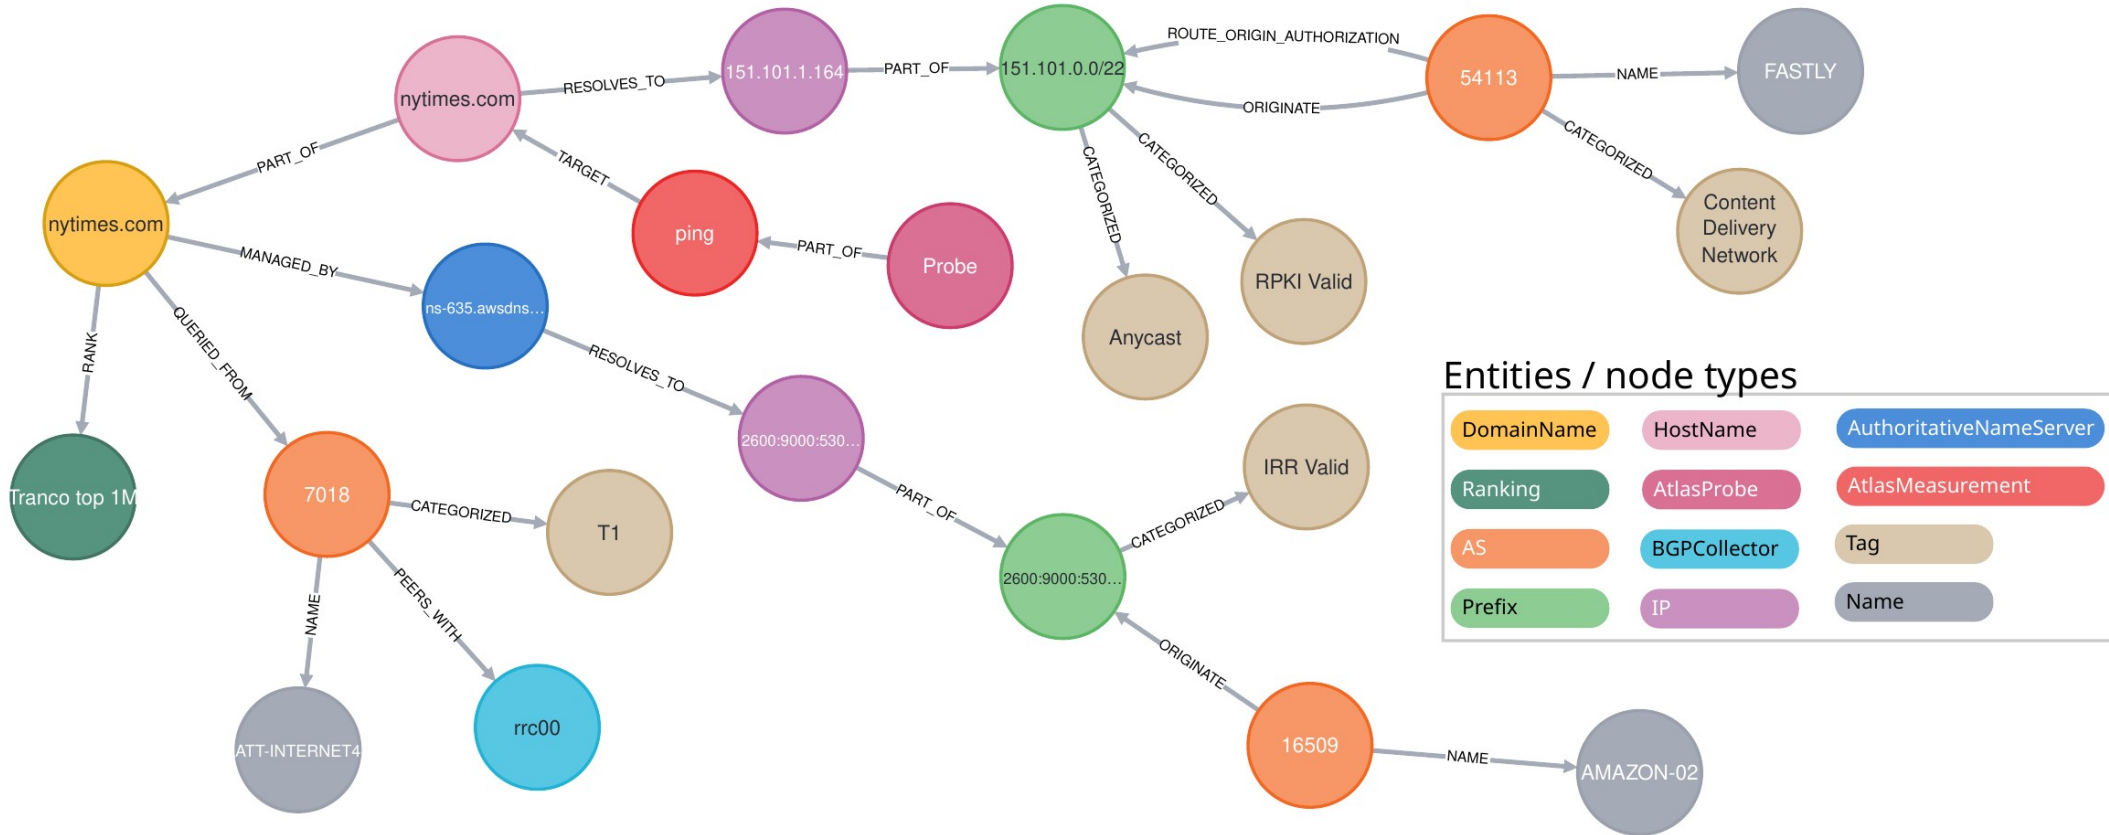 nytimes.com
RESOLVES_TO
151.101.1.164
PART_OF
151.101.0.0/22
ROUTE_ORIGIN_AUTHORIZATION
ORIGINATE
54113
NAME
FASTLY
CATEGORIZED
Content
Delivery
Network
PART_OF
TARGET
ping
PART_OF
Probe
CATEGORIZED
CATEGORIZED
Anycast
RPKI Valid
nytimes.com
MANAGED_BY
ns-635.awsdns...
RESOLVES_TO
2600:9000:530...
RANK
QUERIED_FROM
Tranco top 1M
7018
CATEGORIZED
T1
PEERS_WITH
NAME
ATT-INTERNET4
rrc00
PART_OF
2600:9000:530...
CATEGORIZED
IRR Valid
ORIGINATE
16509
NAME
AMAZON-02
Entities / node types
DomainName
HostName
AuthoritativeNameServer
Ranking
AtlasProbe
AtlasMeasurement
AS
BGPCollector
Tag
Prefix
IP
Name